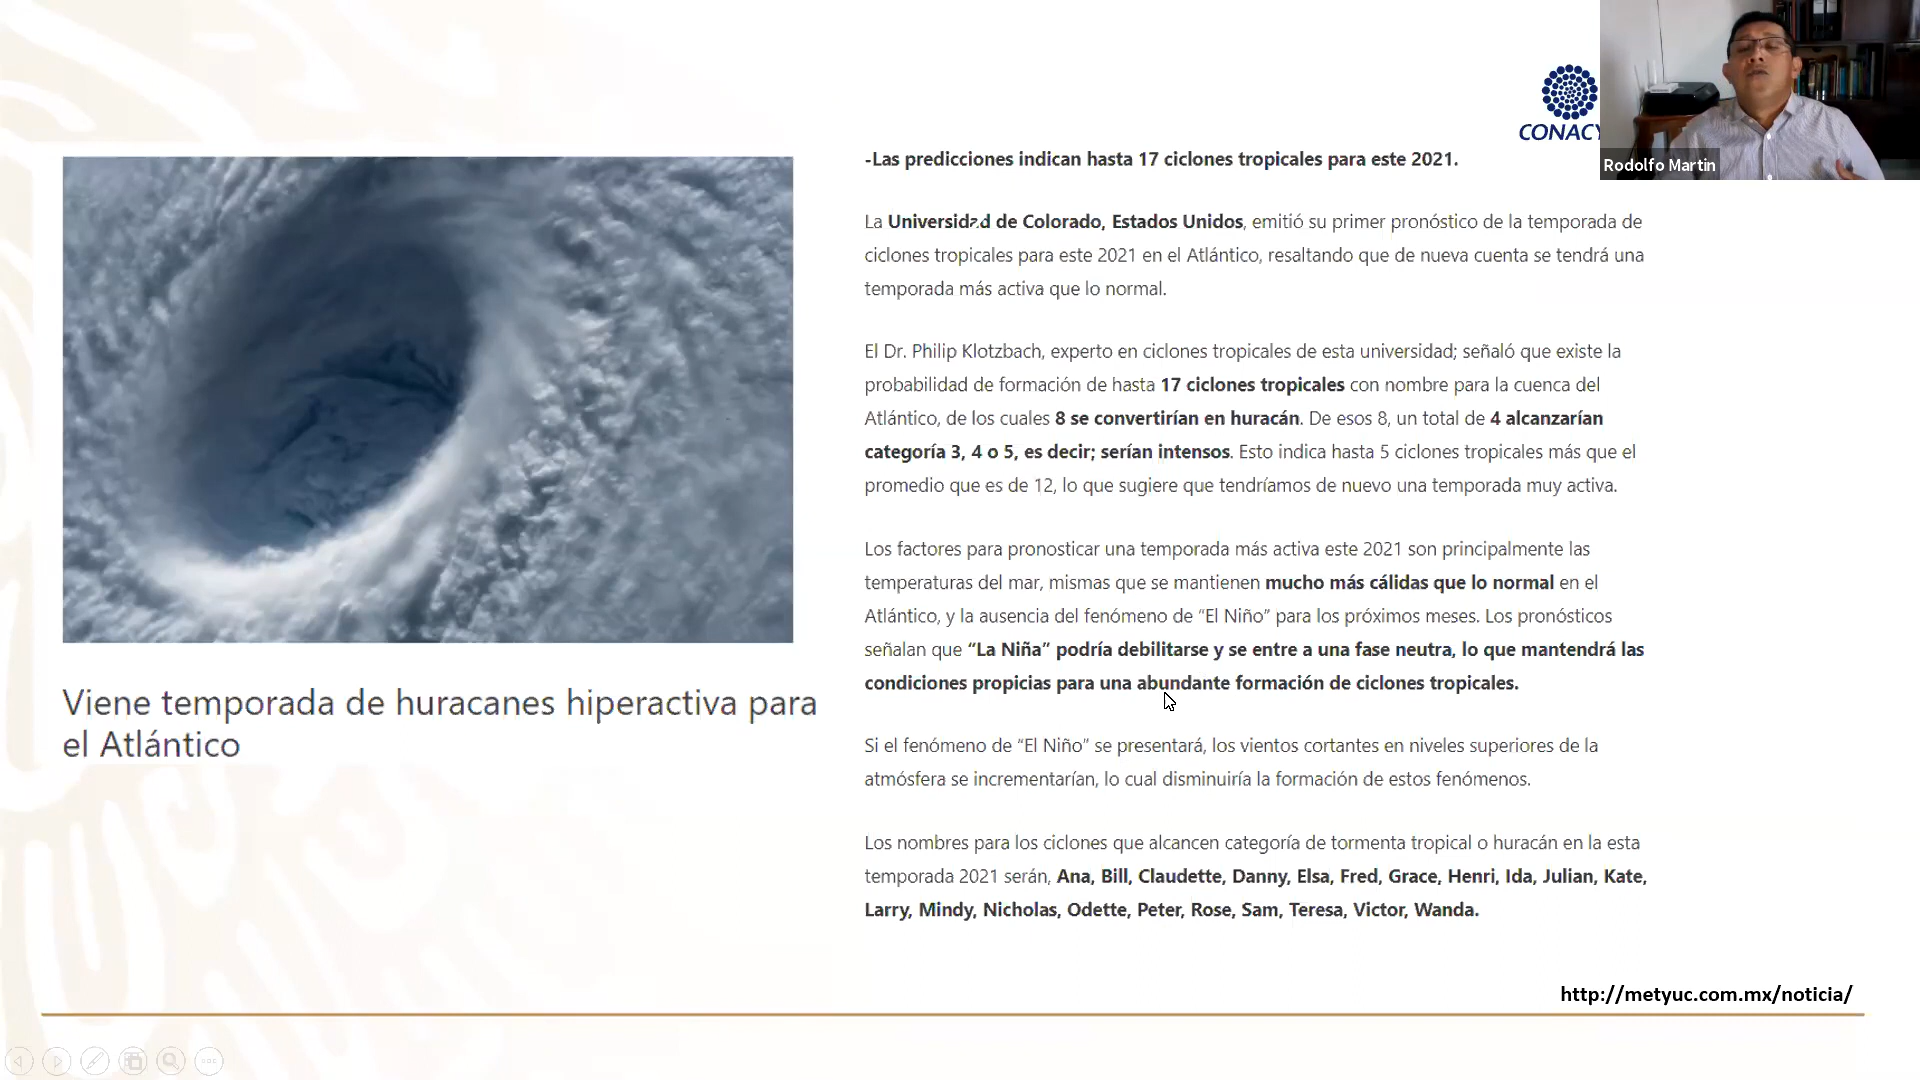 CONACY
Rodolfo Martin
-Las predicciones indican hasta 17 ciclones tropicales para este 2021.
La Universidad de Colorado, Estados Unidos, emitió su primer pronóstico de la temporada de
ciclones tropicales para este 2021 en el Atlántico, resaltando que de nueva cuenta se tendrá una
temporada más activa que lo normal.
El Dr. Philip Klotzbach, experto en ciclones tropicales de esta universidad; señaló que existe la
probabilidad de formación de hasta 17 ciclones tropicales con nombre para la cuenca del
Atlántico, de los cuales 8 se convertirían en huracán. De esos 8, un total de 4 alcanzarían
categoría 3, 4 o 5, es decir; serían intensos. Esto indica hasta 5 ciclones tropicales más que el
promedio que es de 12, lo que sugiere que tendríamos de nuevo una temporada muy activa.
Los factores para pronosticar una temporada más activa este 2021 son principalmente las
temperaturas del mar, mismas que se mantienen mucho más cálidas que lo normal en el
Atlántico, y la ausencia del fenómeno de “El Niño” para los próximos meses. Los pronósticos
señalan que “La Niña” podría debilitarse y se entre a una fase neutra, lo que mantendrá las
condiciones propicias para una abundante formación de ciclones tropicales.
Si el fenómeno de “El Niño” se presentará, los vientos cortantes en niveles superiores de la
atmósfera se incrementarían, lo cual disminuiría la formación de estos fenómenos.
Los nombres para los ciclones que alcancen categoría de tormenta tropical o huracán en la esta
temporada 2021 serán, Ana, Bill, Claudette, Danny, Elsa, Fred, Grace, Henri, Ida, Julian, Kate,
Larry, Mindy, Nicholas, Odette, Peter, Rose, Sam, Teresa, Victor, Wanda.
Viene temporada de huracanes hiperactiva para
el Atlántico
http://metyuc.com.mx/noticia/